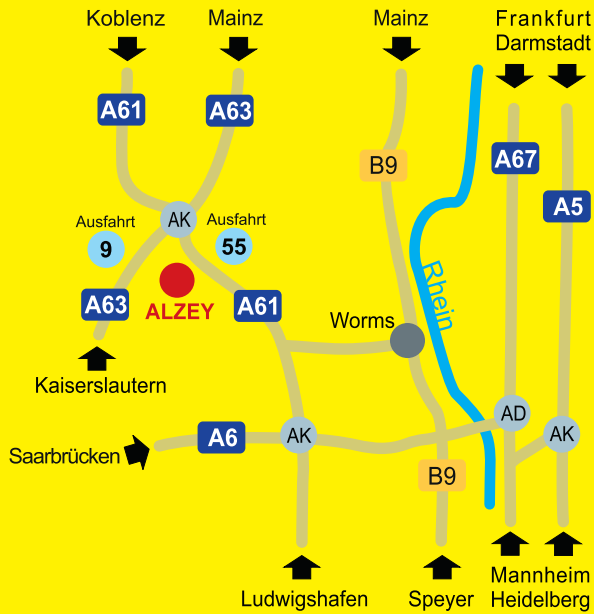 Koblenz
Mainz
Mainz
Frankfurt
Darmstadt
A61
A63
A67
B9
A5
AK
Ausfahrt
9
Ausfahrt
55
Rhein
A63
ALZEY
A61
Worms
Kaiserslautern
AD
A6
AK
AK
Saarbrücken
B9
Ludwigshafen
Speyer
Mannheim
Heidelberg